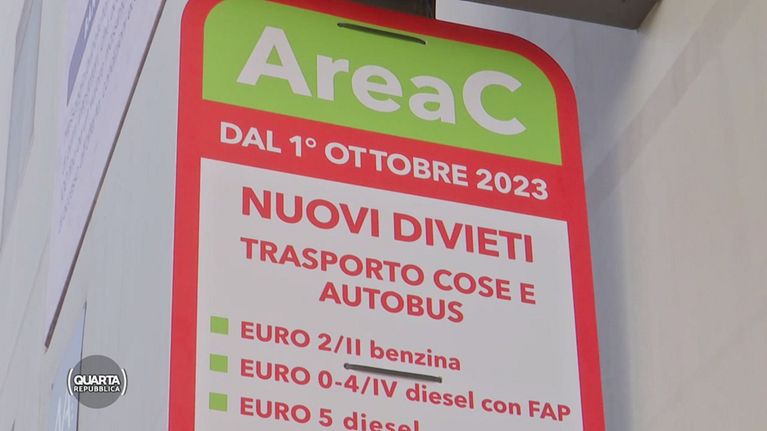 AreaC
DAL 1° OTTOBRE 2023
NUOVI DIVIETI
TRASPORTO COSE E
AUTOBUS
EURO 2/II benzina
EURO 0-4/IV diesel con FAP
EURO 5 diesel
QUARTA
REPUBBLICA